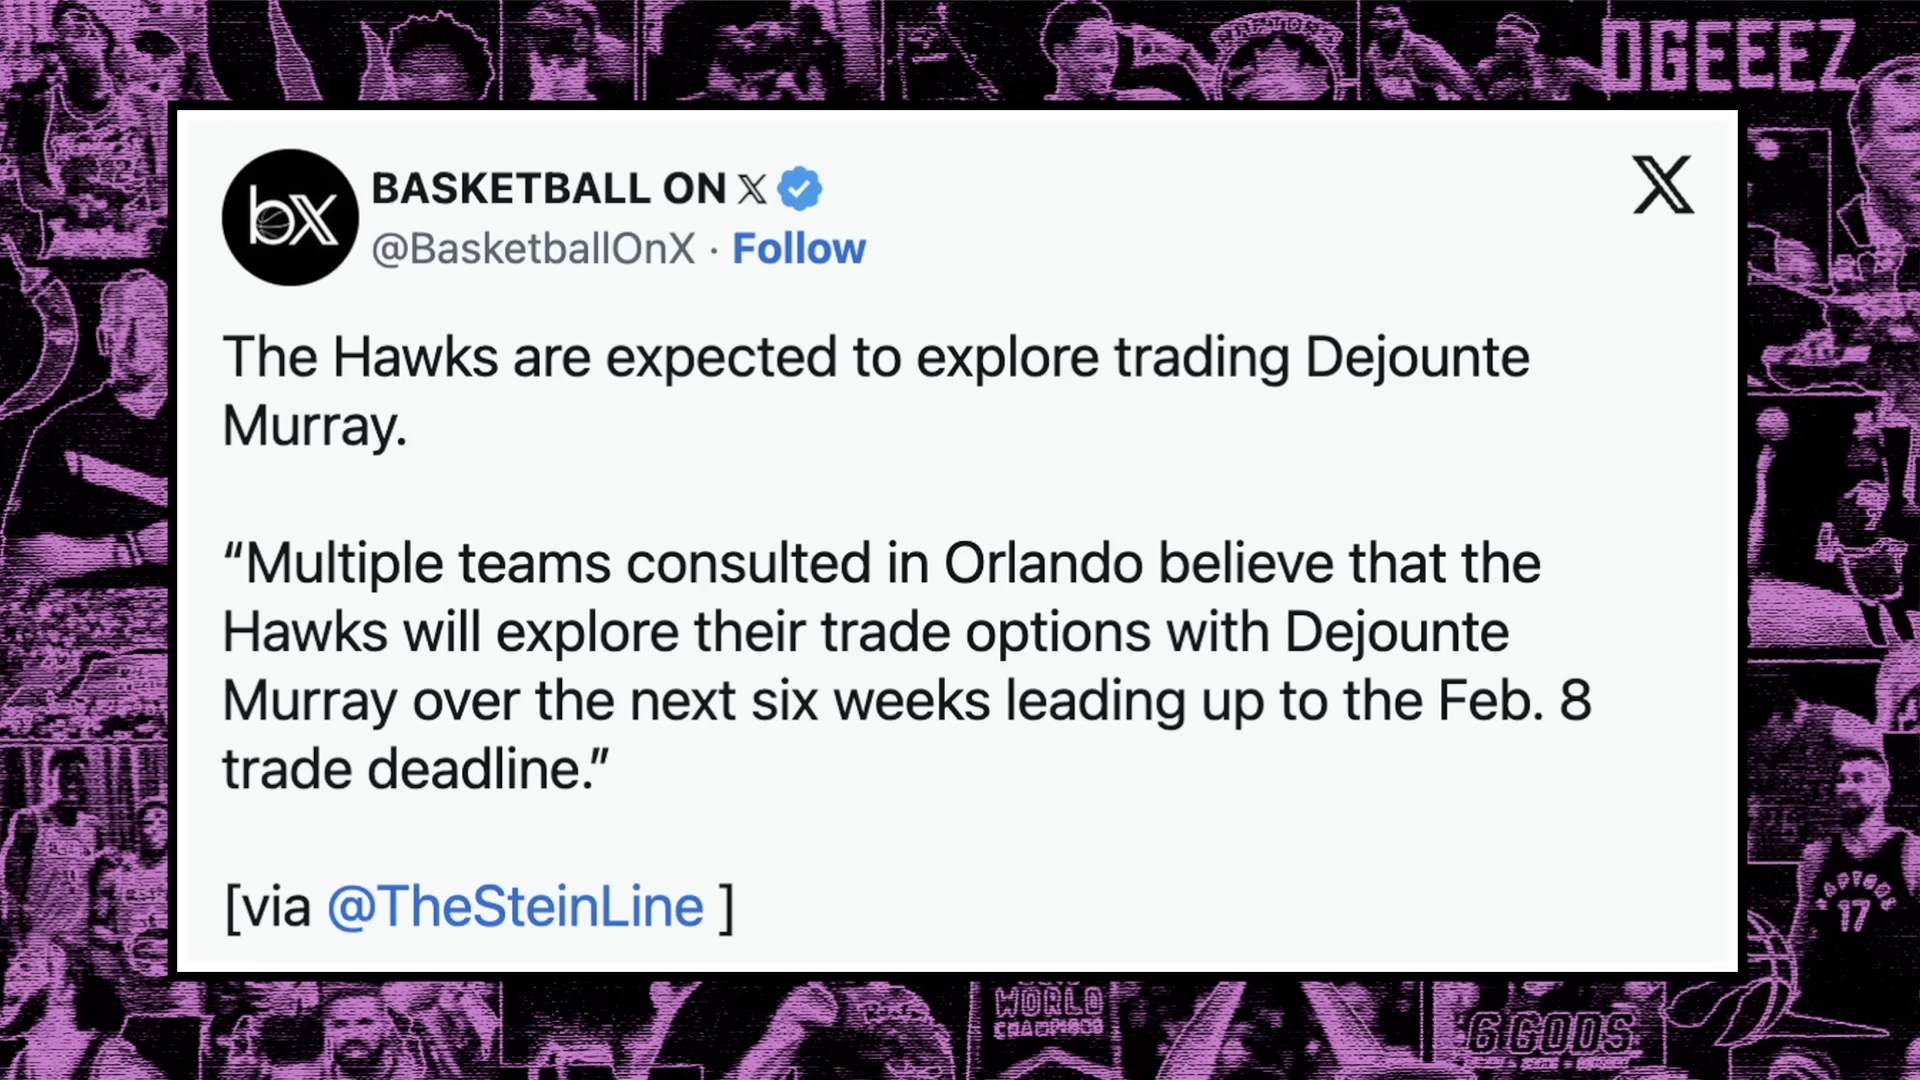 OGEEEZ
bx
BASKETBALL ON X
X
@BasketballOnX · Follow
The Hawks are expected to explore trading Dejounte
Murray.
“Multiple teams consulted in Orlando believe that the
Hawks will explore their trade options with Dejounte
Murray over the next six weeks leading up to the Feb. 8
trade deadline.”
[via @TheSteinLine ]
17
WORLD
CHAMPIONS
6 GODS